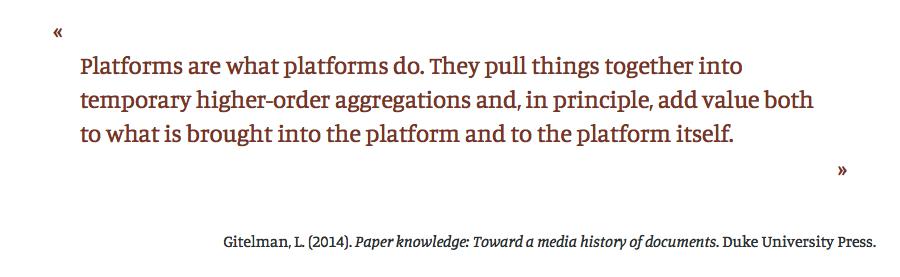 «
Platforms are what platforms do. They pull things together into
temporary higher-order aggregations and, in principle, add value both
to what is brought into the platform and to the platform itself.
»
Gitelman, L. (2014). Paper knowledge: Toward a media history of documents. Duke University Press.